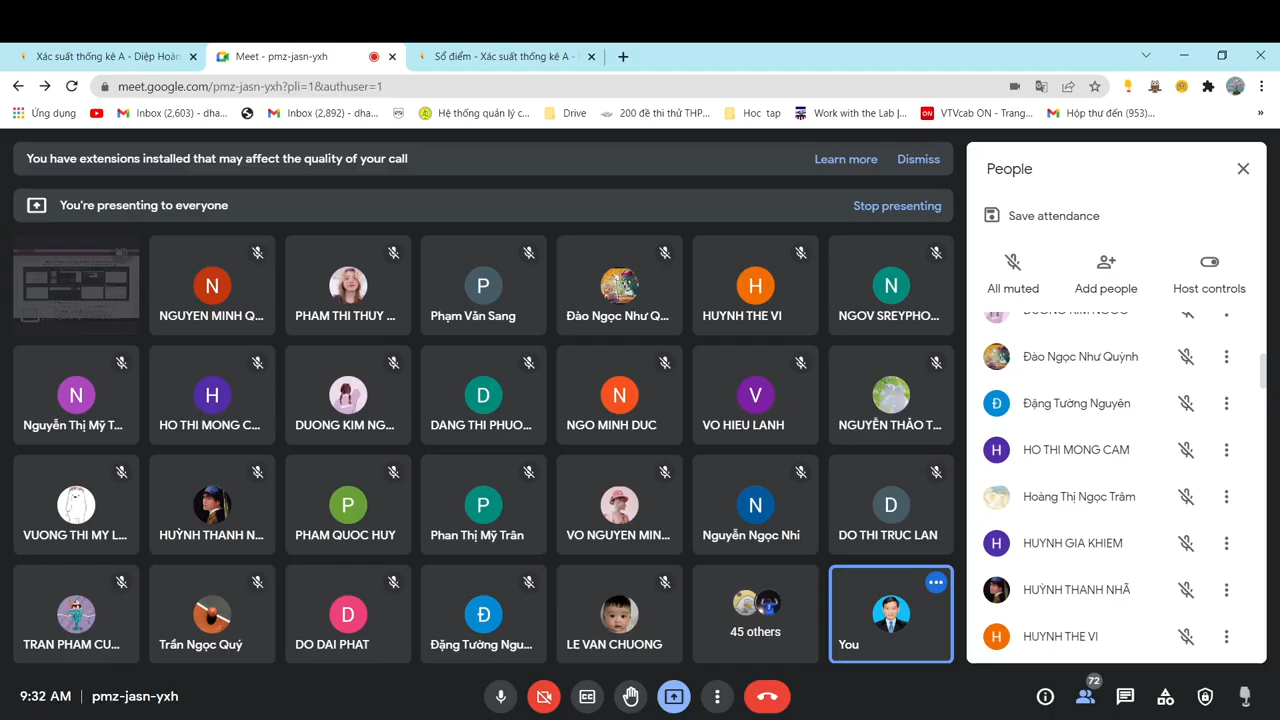 Xác suất thống kê A - Diệp Hoàn
Meet - pmz-jasn-yxh
Sổ điểm - Xác suất thống kê A -
meet.google.com/pmz-jasn-yxh?pli=1&authuser=1
Ứng dụng
Inbox (2,603) - dha...
Inbox (2,892) - dha...
Hệ thống quản lý c...
Drive
200 đề thi thử THP...
Hoc tap
Work with the Lab |...
VTVcab ON - Trang...
Hộp thư đến (953)...
»
You have extensions installed that may affect the quality of your call
Learn more
Dismiss
You're presenting to everyone
Stop presenting
N
P
H
N
NGUYEN MINH Q...
PHAM THI THUY ...
Phạm Văn Sang
Đào Ngọc Như Q...
HUYNH THE VI
NGOV SREYPHO...
N
H
D
N
V
Nguyễn Thị Mỹ T...
HO THI MONG C...
DUONG KIM NG...
DANG THI PHUO...
NGO MINH DUC
VO HIEU LANH
NGUYỄN THẢO T...
P
P
N
D
VUONG THI MY L...
HUỲNH THANH N...
PHAM QUOC HUY
Phan Thị Mỹ Trân
VO NGUYEN MIN...
Nguyễn Ngọc Nhi
DO THI TRUC LAN
D
Đ
TRAN PHAM CU...
Trần Ngọc Quý
DO DAI PHAT
Đặng Tường Ngu...
LE VAN CHUONG
45 others
You
People
Save attendance
All muted
Add people
Host controls
DUONG KIM NGOC
Đào Ngọc Như Quỳnh
Đ
Đặng Tường Nguyên
H
HO THI MONG CAM
Hoàng Thị Ngọc Trâm
H
HUYNH GIA KHIEM
HUỲNH THANH NHÃ
H
HUYNH THE VI
9:32 AM | pmz-jasn-yxh
72